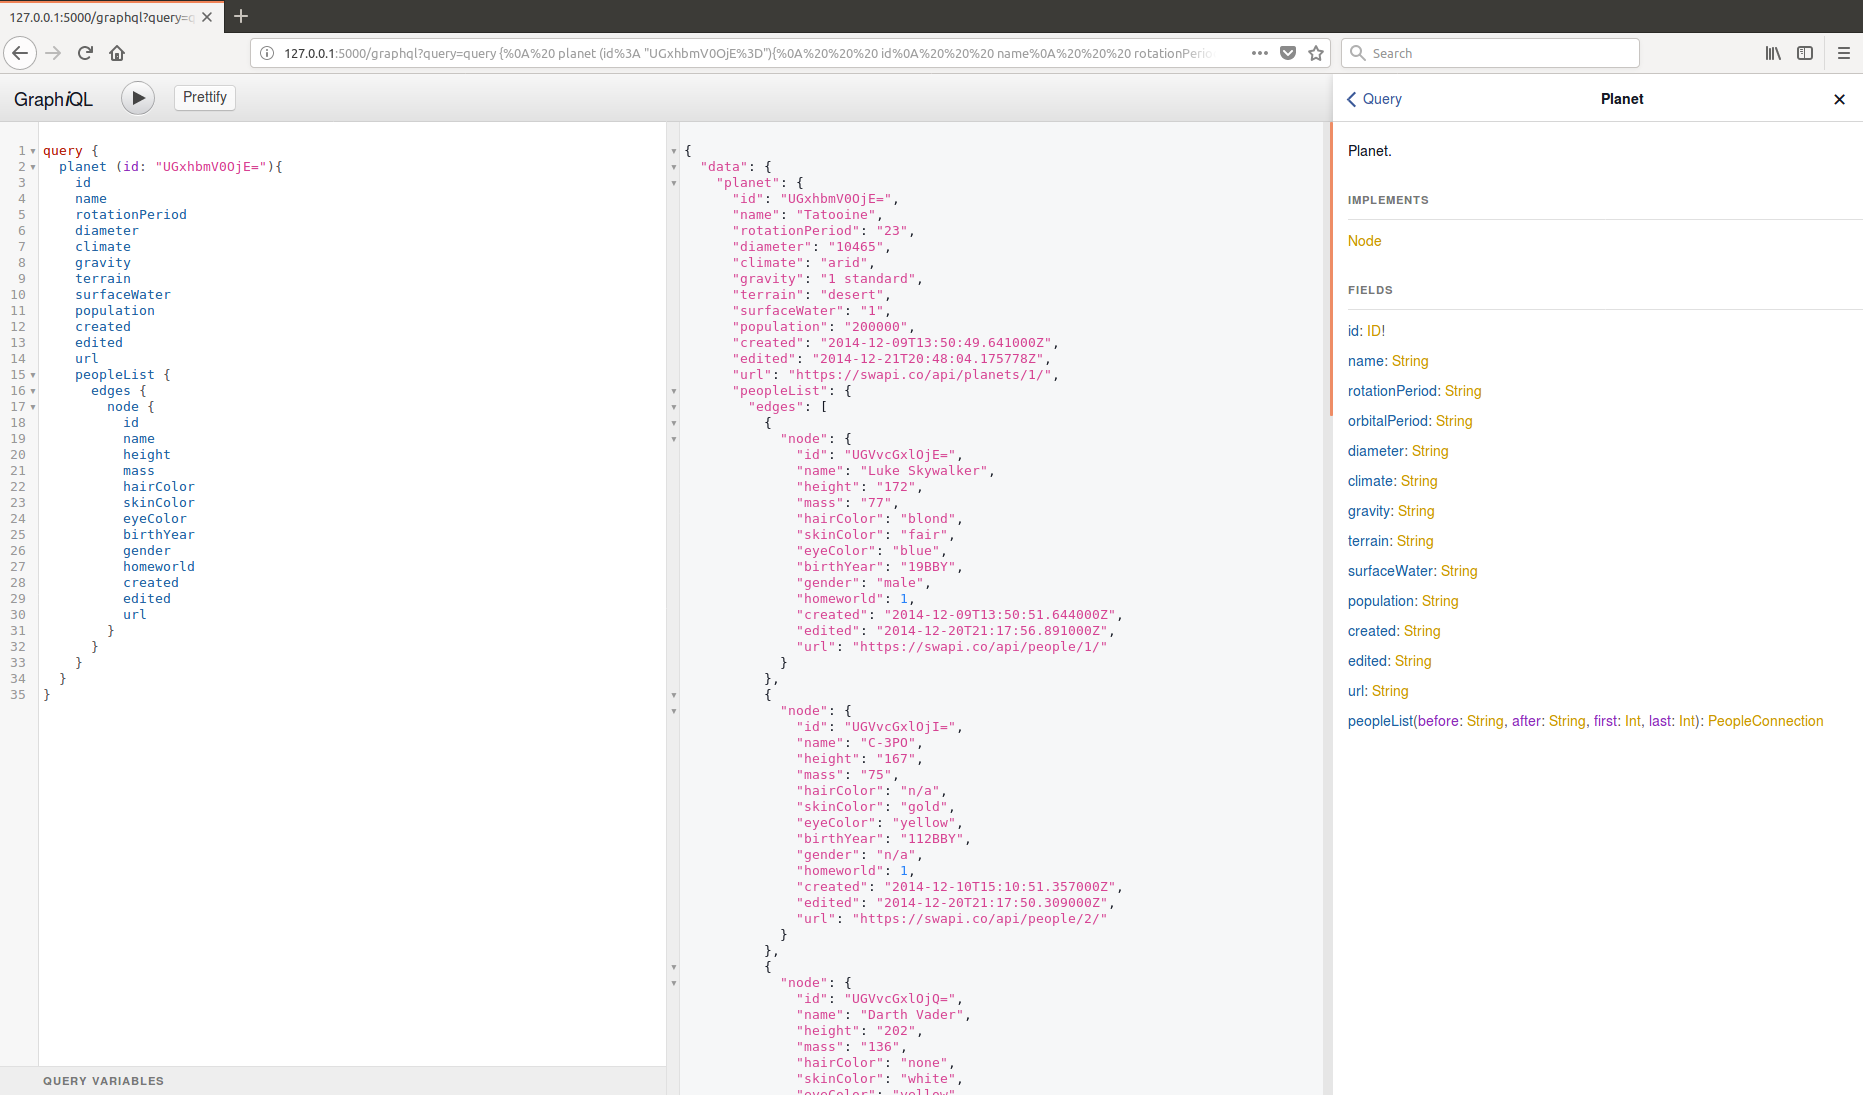 127.0.0.1:5000/graphql?query=q
127.0.0.1:5000/graphql?query=query {%0A%20 planet (id%3A "UGxhbmV0OjE%3D"){%0A%20%20%20 id%0A%20%20%20 name%0A%20%20%20 rotationPerio
Search
GraphiQL
Prettify
1 query {
2 planet (id: "UGxhbmV0OjE="){
3 id
4 name
5 rotationPeriod
6 diameter
7 climate
8 gravity
9 terrain
10 surfaceWater
11 population
12 created
13 edited
14 url
15 peopleList {
16 edges {
17 node {
18 id
19 name
20 height
21 mass
22 hairColor
23 skinColor
24 eyeColor
25 birthYear
26 gender
27 homeworld
28 created
29 edited
30 url
31 }
32 }
33 }
34 }
35 }
QUERY VARIABLES
{
"data": {
"planet": {
"id": "UGxhbmV0OjE=",
"name": "Tatooine",
"rotationPeriod": "23",
"diameter": "10465",
"climate": "arid",
"gravity": "1 standard",
"terrain": "desert",
"surfaceWater": "1",
"population": "200000",
"created": "2014-12-09T13:50:49.641000Z",
"edited": "2014-12-21T20:48:04.175778Z",
"url": "https://swapi.co/api/planets/1/",
"peopleList": {
"edges": [
{
"node": {
"id": "UGVvcGxlOjE=",
"name": "Luke Skywalker",
"height": "172",
"mass": "77",
"hairColor": "blond",
"skinColor": "fair",
"eyeColor": "blue",
"birthYear": "19BBY",
"gender": "male",
"homeworld": 1,
"created": "2014-12-09T13:50:51.644000Z",
"edited": "2014-12-20T21:17:56.891000Z",
"url": "https://swapi.co/api/people/1/"
}
},
{
"node": {
"id": "UGVvcGxlOjI=",
"name": "C-3PO",
"height": "167",
"mass": "75",
"hairColor": "n/a",
"skinColor": "gold",
"eyeColor": "yellow",
"birthYear": "112BBY",
"gender": "n/a",
"homeworld": 1,
"created": "2014-12-10T15:10:51.357000Z",
"edited": "2014-12-20T21:17:50.309000Z",
"url": "https://swapi.co/api/people/2/"
}
},
{
"node": {
"id": "UGVvcGxlOjQ=",
"name": "Darth Vader",
"height": "202",
"mass": "136",
"hairColor": "none",
"skinColor": "white",
"eyeColor": "yellow",
Query
Planet
Planet.
IMPLEMENTS
Node
FIELDS
id: ID!
name: String
rotationPeriod: String
orbitalPeriod: String
diameter: String
climate: String
gravity: String
terrain: String
surfaceWater: String
population: String
created: String
edited: String
url: String
peopleList(before: String, after: String, first: Int, last: Int): PeopleConnection